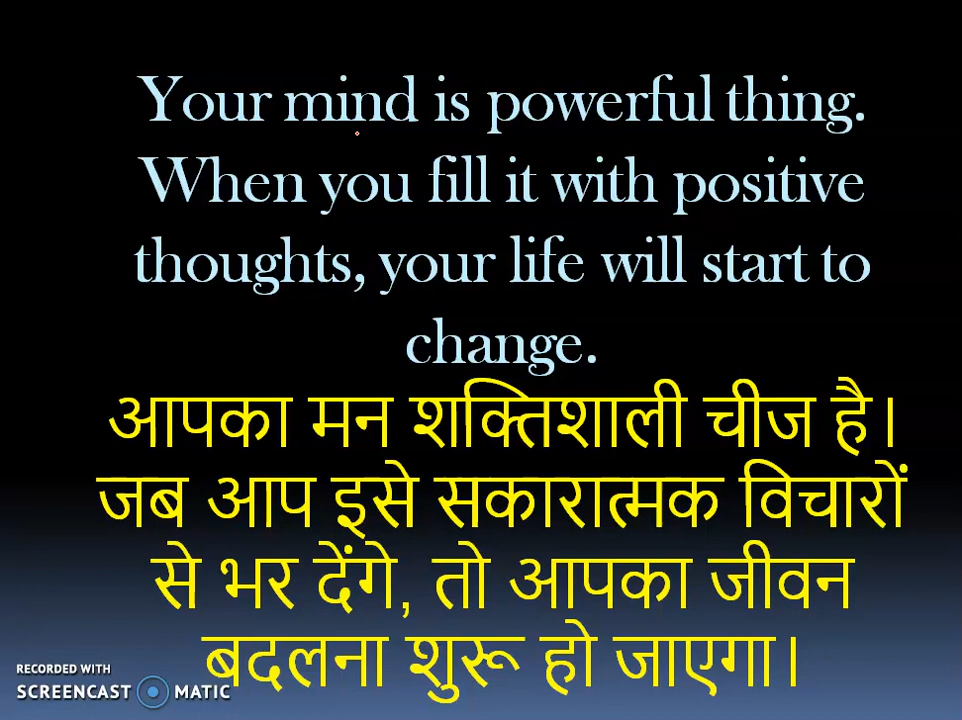 Your mind is powerful thing.
When you fill it with positive
thoughts, your life will start to
change.
आपका मन शक्तिशाली चीज है।
जब आप इसे सकारात्मक विचारों
से भर देंगे, तो आपका जीवन
बदलना शुरू हो जाएगा।
RECORDED WITH
SCREENCAST MATIC